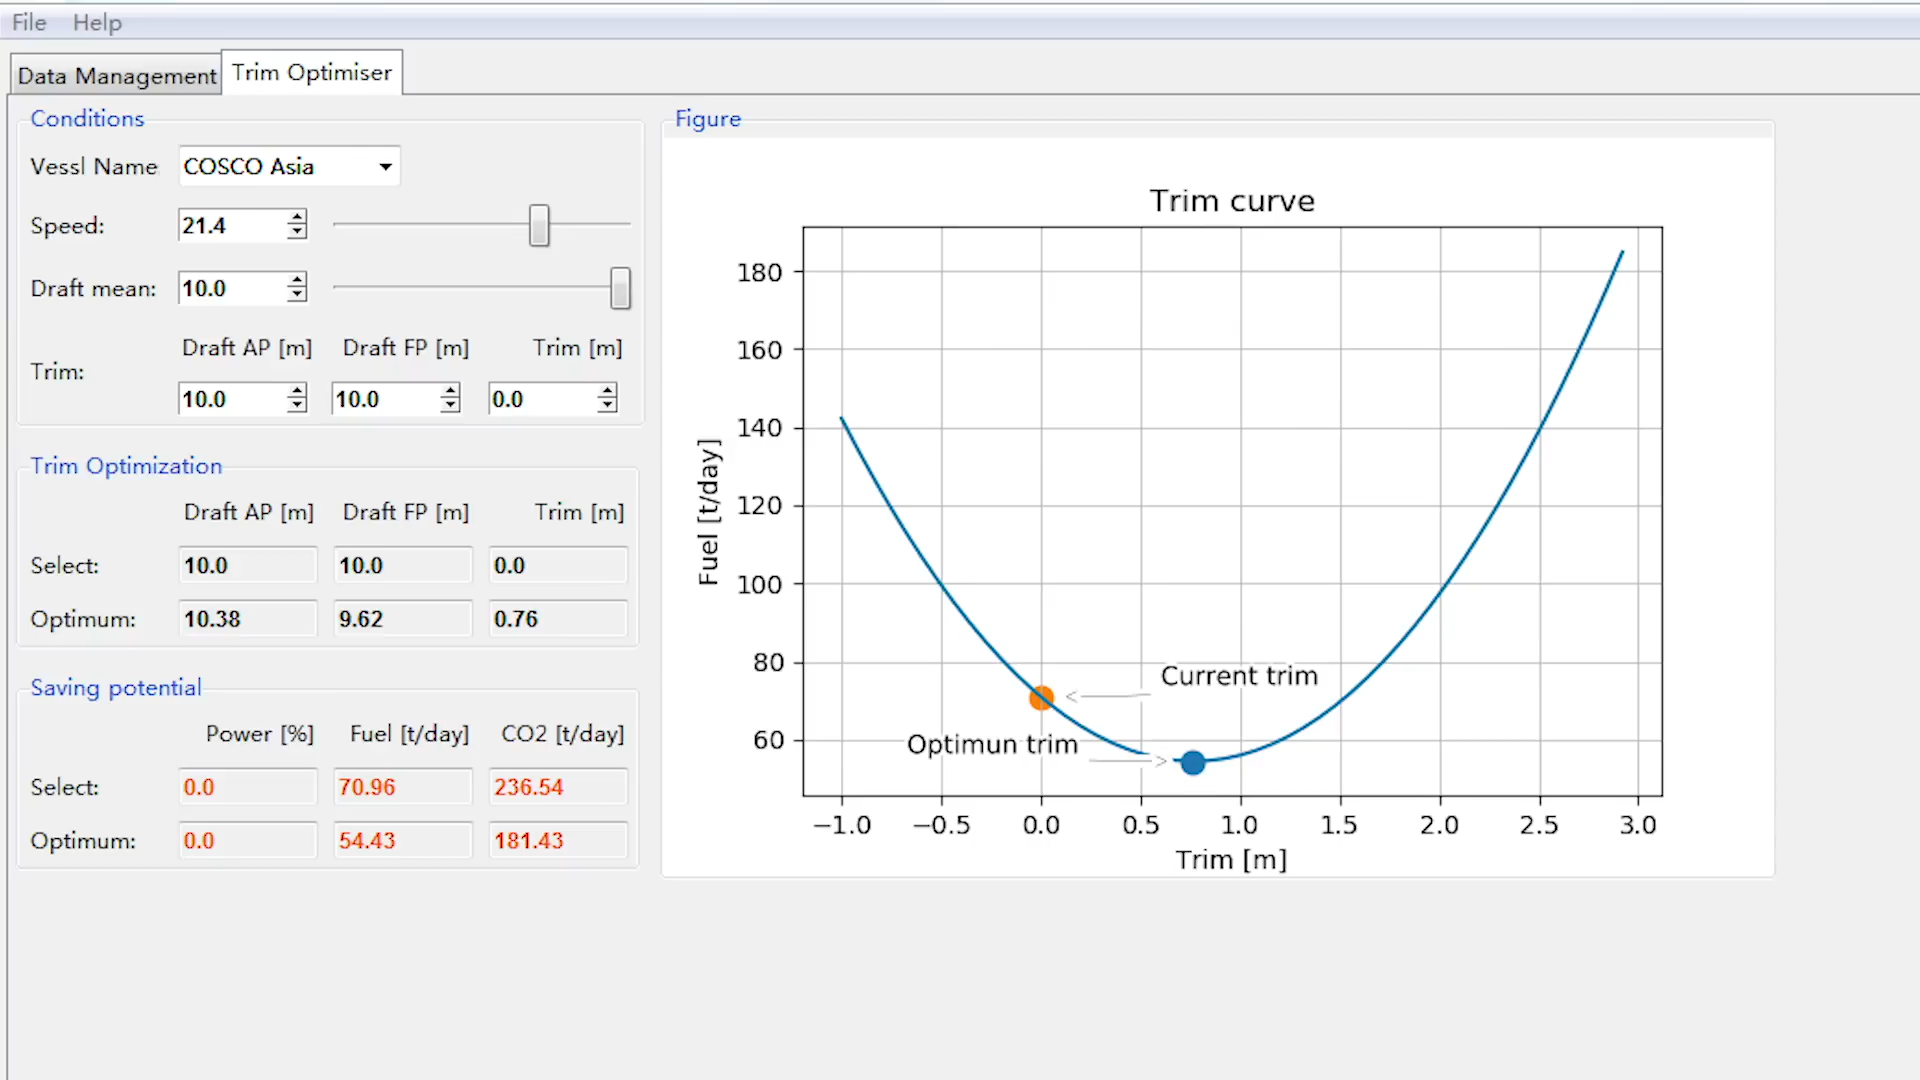 File Help
Data Management Trim Optimiser
Conditions
Vessl Name COSCO Asia
Speed: 21.4
Draft mean: 10.0
Draft AP [m] Draft FP [m] Trim [m]
Trim:
10.0 10.0 0.0
Trim Optimization
Draft AP [m] Draft FP [m] Trim [m]
Select: 10.0 10.0 0.0
Optimum: 10.38 9.62 0.76
Saving potential
Power [%] Fuel [t/day] CO2 [t/day]
Select: 0.0 70.96 236.54
Optimum: 0.0 54.43 181.43
Figure
Trim curve
180
160
140
120
100
80
60
Fuel [t/day]
Current trim
Optimun trim
−1.0 −0.5 0.0 0.5 1.0 1.5 2.0 2.5 3.0
Trim [m]